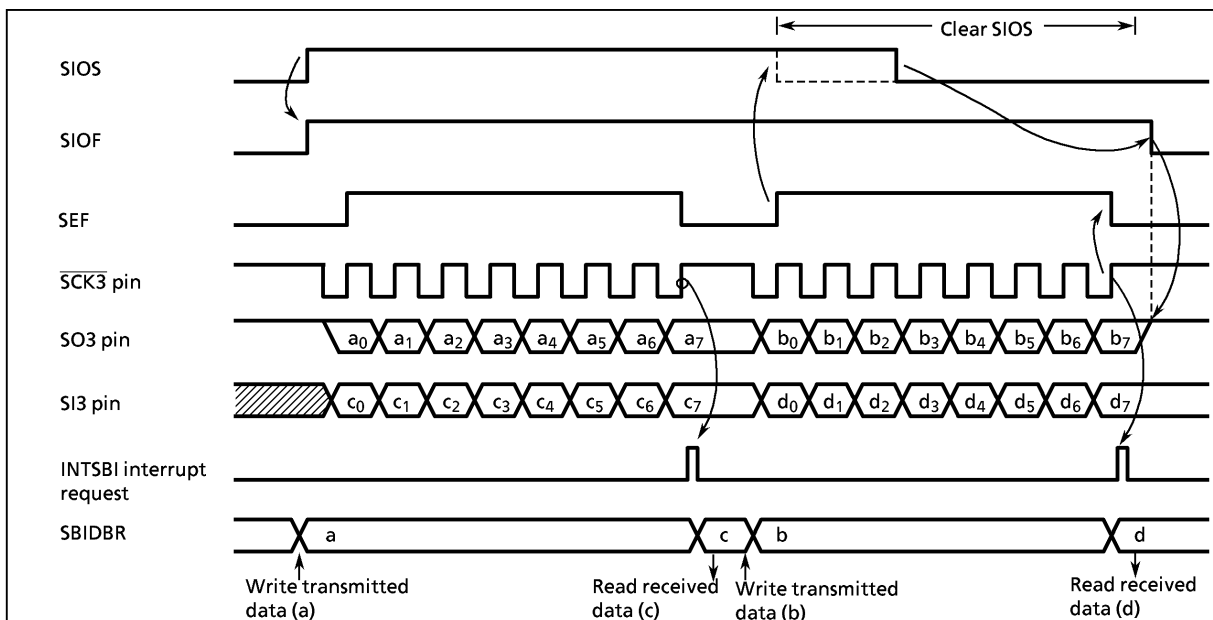 Clear SIOS
SIOS
SIOF
SEF
SCK3 pin
SO3 pin a0 a1 a2 a3 a4 a5 a6 a7 b0 b1 b2 b3 b4 b5 b6 b7
SI3 pin c0 c1 c2 c3 c4 c5 c6 c7 d0 d1 d2 d3 d4 d5 d6 d7
INTSBI interrupt
request
SBIDBR a c b d
Write transmitted
data (a)
Read received
data (c)
Write transmitted
data (b)
Read received
data (d)